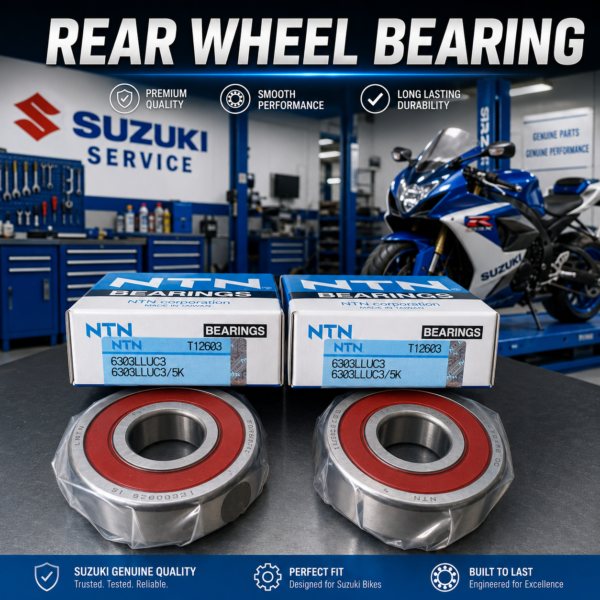 REAR WHEEL BEARING
PREMIUM
QUALITY
SMOOTH
PERFORMANCE
LONG LASTING
DURABILITY
SUZUKI
SERVICE
GENUINE PARTS
GENUINE PERFORMANCE
SUZUKI
NTN
BEARINGS
NTN corporation
MADE IN TAIWAN
NTN
BEARINGS
NTN
T12603
6303LLUC3
6303LLUC3/5K
NTN
BEARINGS
NTN corporation
MADE IN TAIWAN
NTN
BEARINGS
NTN
T12603
6303LLUC3
6303LLUC3/5K
NTN
SUZUKI GENUINE QUALITY
Trusted. Tested. Reliable.
PERFECT FIT
Designed for Suzuki Bikes
BUILT TO LAST
Engineered for Excellence